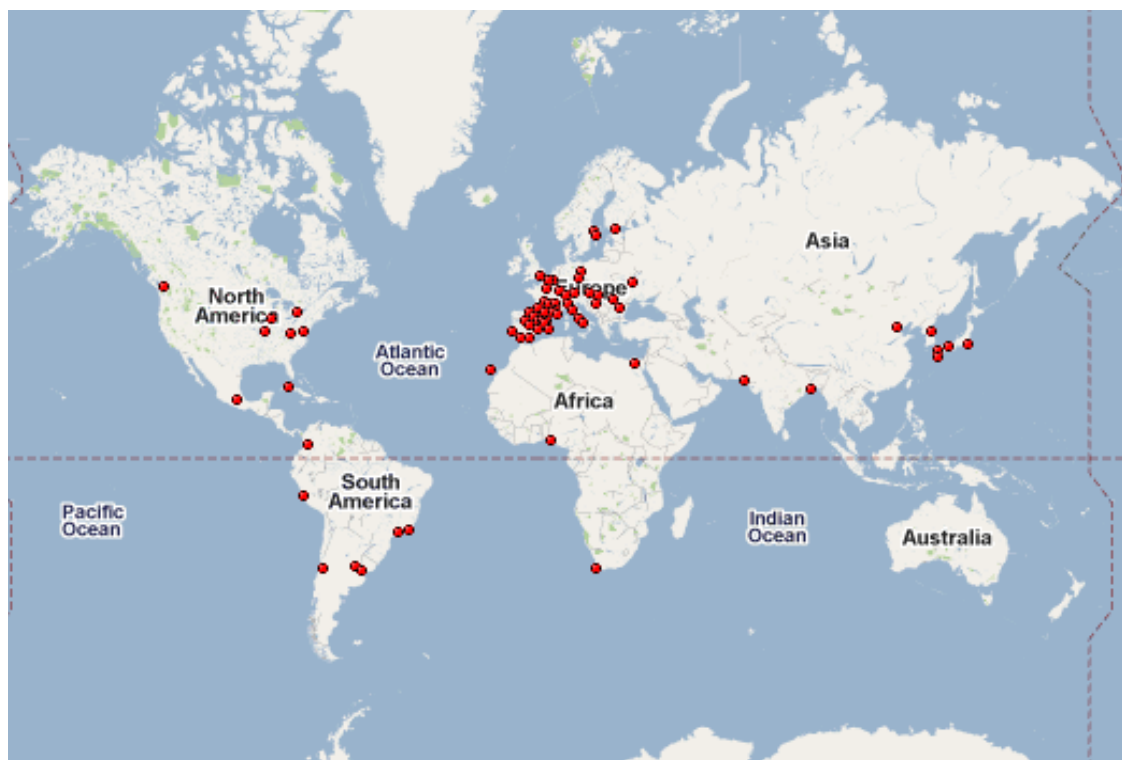 Asia
Europe
North
America
Atlantic
Ocean
Africa
South
America
Pacific
Ocean
Indian
Ocean
Australia